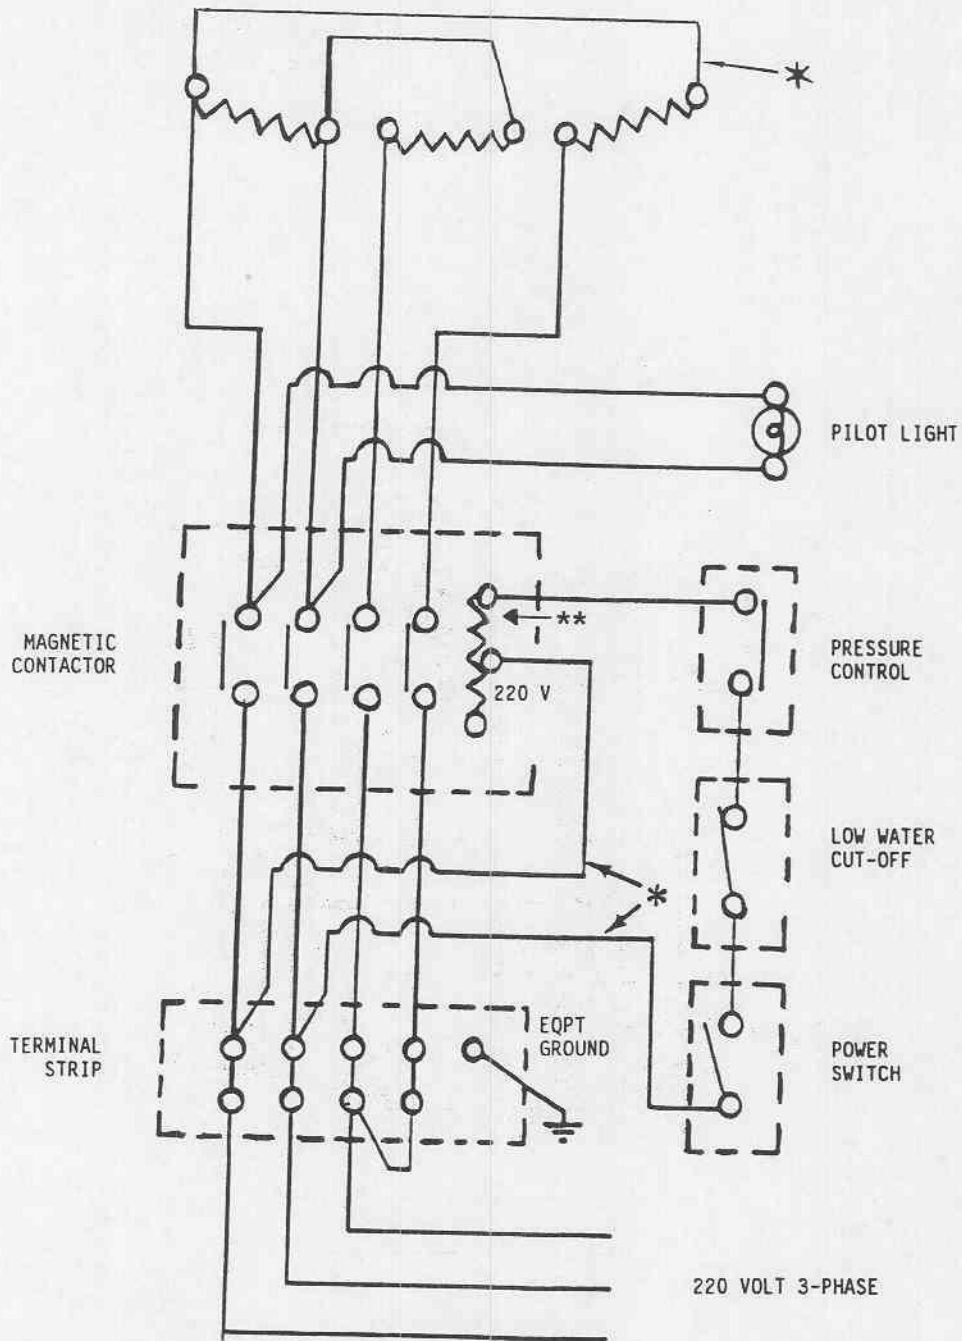 *
PILOT LIGHT
MAGNETIC
CONTACTOR
**
220 V
PRESSURE
CONTROL
LOW WATER
CUT-OFF
*
TERMINAL
STRIP
EQPT
GROUND
POWER
SWITCH
220 VOLT 3-PHASE